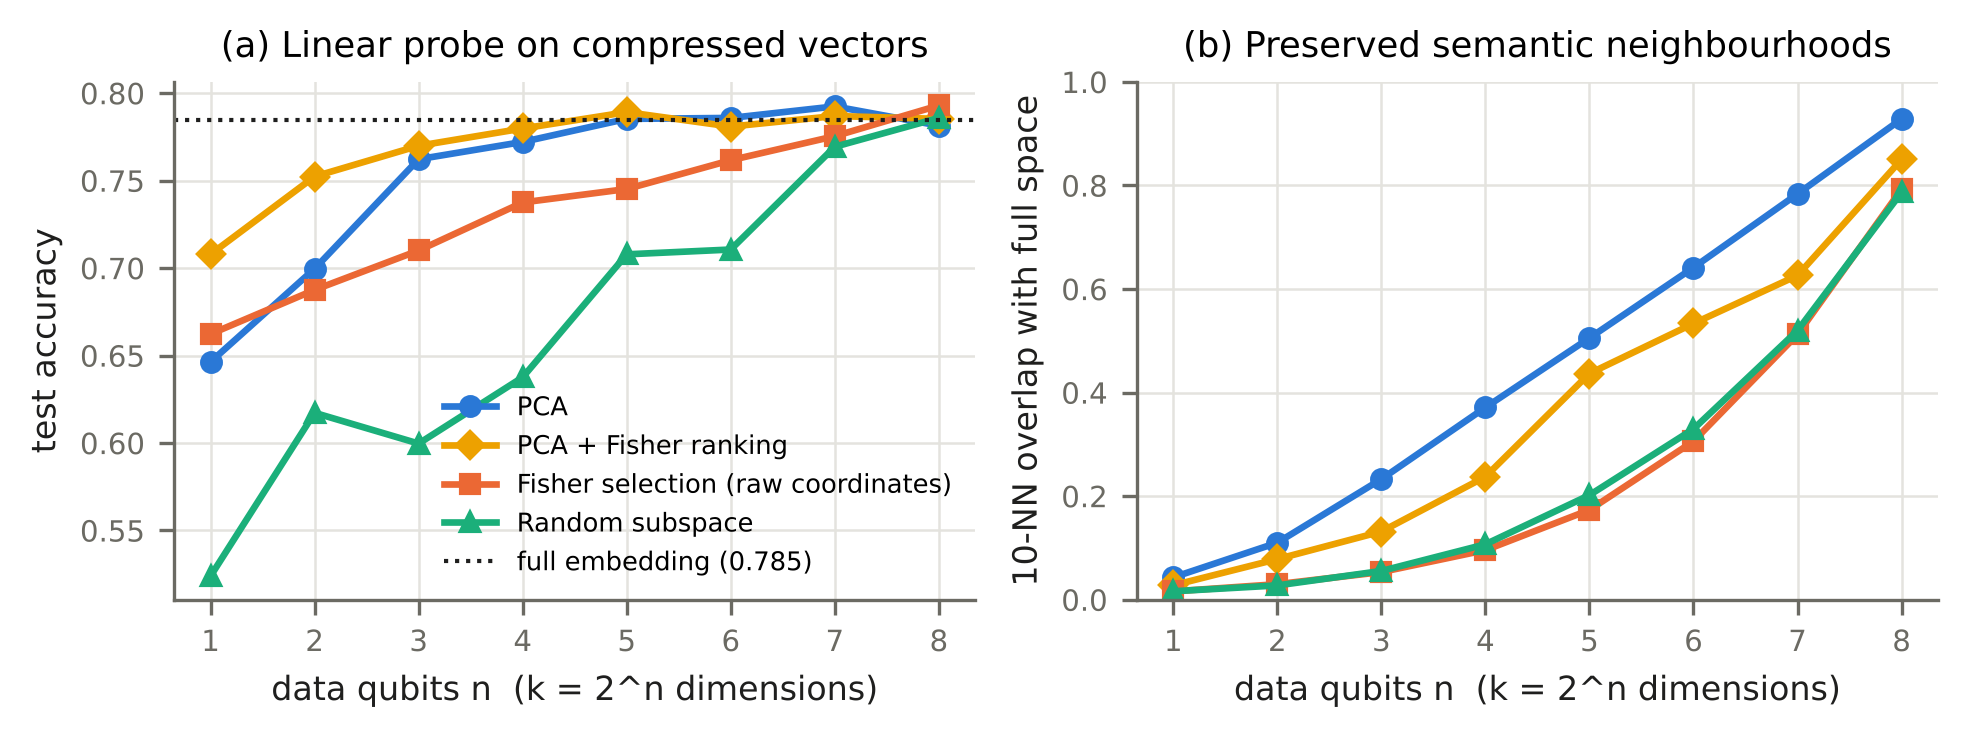 (a) Linear probe on compressed vectors
test accuracy
0.80
0.75
0.70
0.65
0.60
0.55
PCA
PCA + Fisher ranking
Fisher selection (raw coordinates)
Random subspace
full embedding (0.785)
1 2 3 4 5 6 7 8
data qubits n (k = 2^n dimensions)
(b) Preserved semantic neighbourhoods
10-NN overlap with full space
1.0
0.8
0.6
0.4
0.2
0.0
1 2 3 4 5 6 7 8
data qubits n (k = 2^n dimensions)